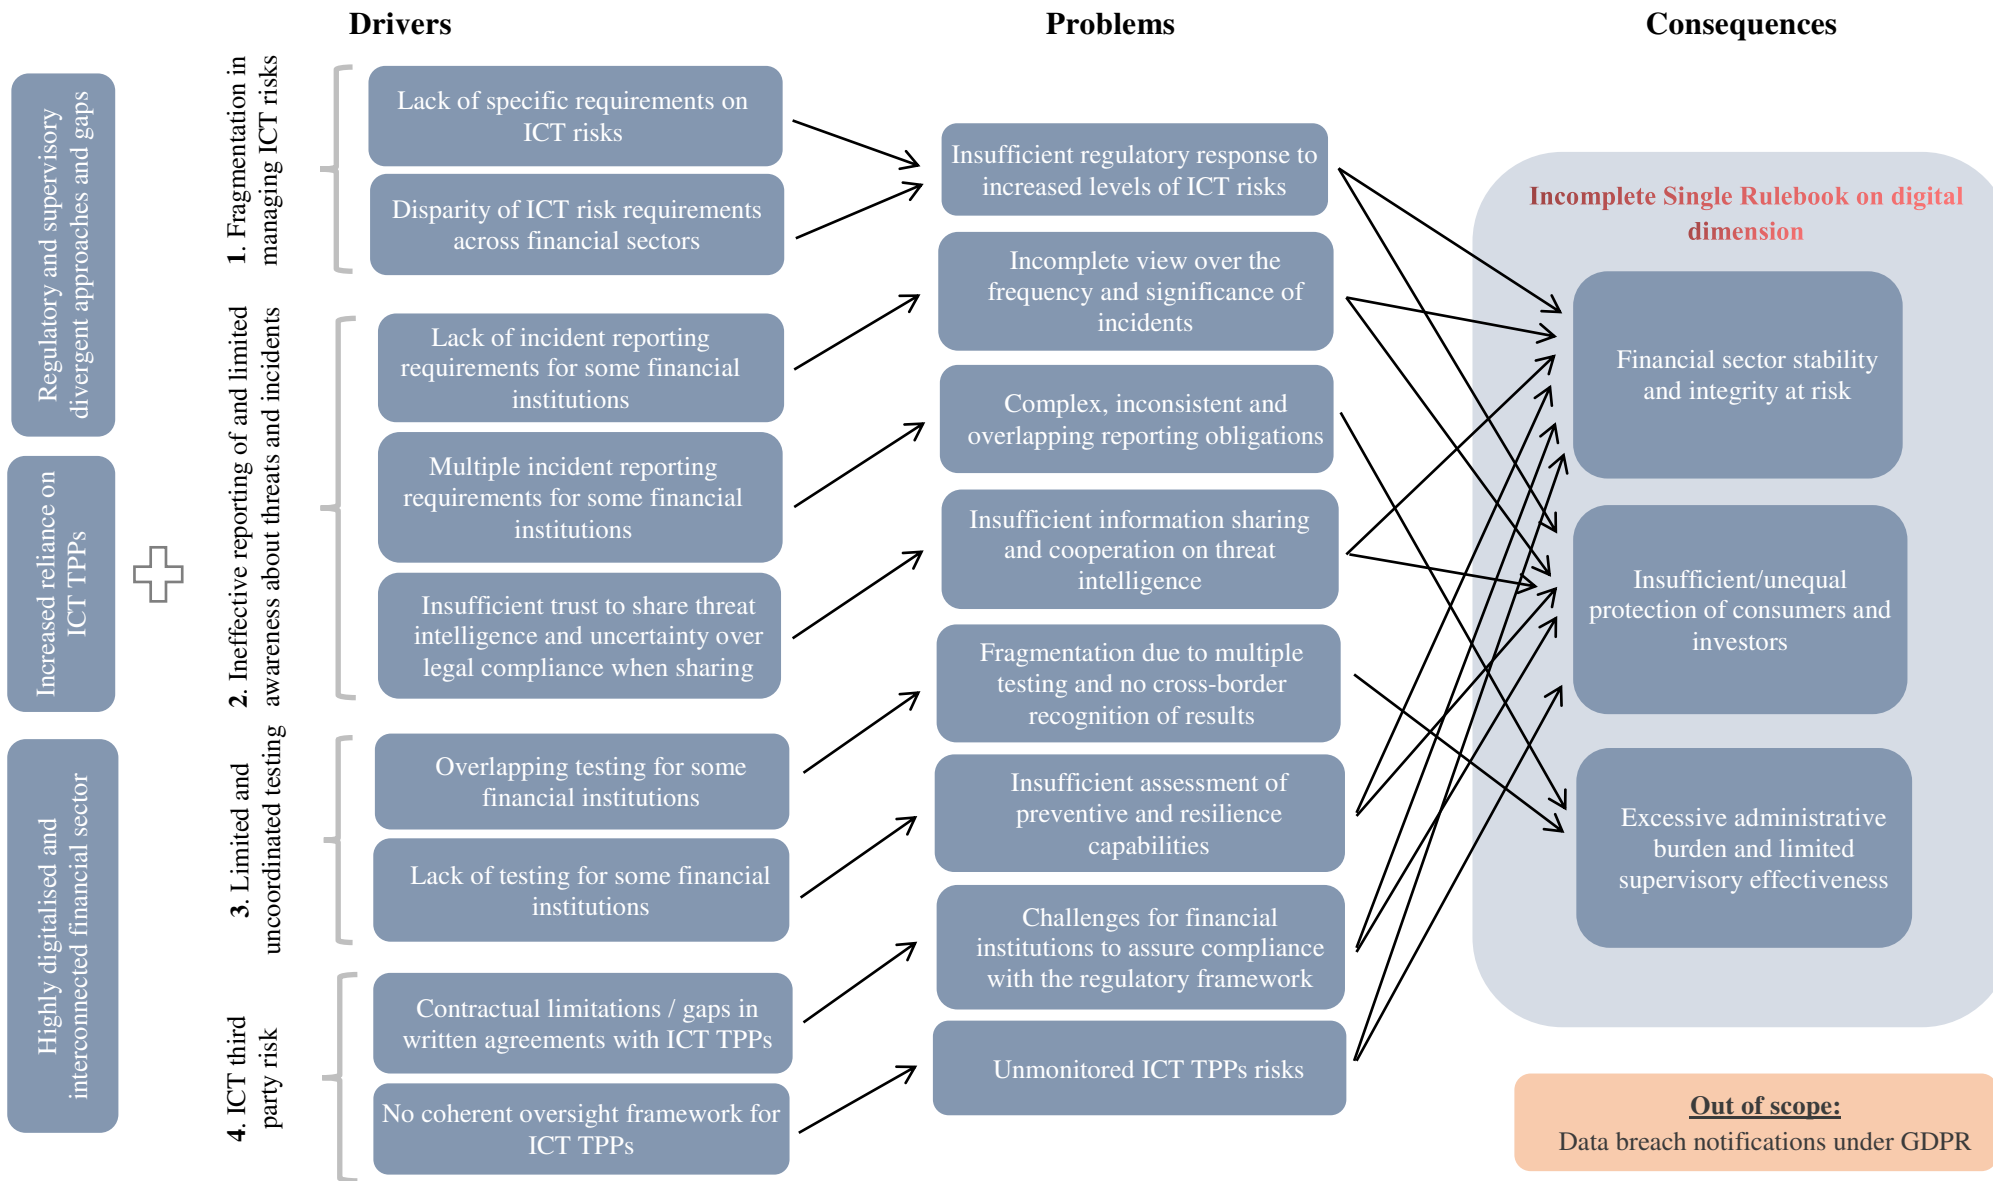 Drivers
Problems
Consequences
Regulatory and supervisory
divergent approaches and gaps
Increased reliance on
ICT TPPs
Highly digitalised and
interconnected financial sector
1. Fragmentation in
managing ICT risks
Lack of specific requirements on
ICT risks
Disparity of ICT risk requirements
across financial sectors
2. Ineffective reporting of and limited
awareness about threats and incidents
Lack of incident reporting
requirements for some financial
institutions
Multiple incident reporting
requirements for some financial
institutions
Insufficient trust to share threat
intelligence and uncertainty over
legal compliance when sharing
3. Limited and
uncoordinated testing
Overlapping testing for some
financial institutions
Lack of testing for some financial
institutions
4. ICT third
party risk
Contractual limitations / gaps in
written agreements with ICT TPPs
No coherent oversight framework for
ICT TPPs
Insufficient regulatory response to
increased levels of ICT risks
Incomplete view over the
frequency and significance of
incidents
Complex, inconsistent and
overlapping reporting obligations
Insufficient information sharing
and cooperation on threat
intelligence
Fragmentation due to multiple
testing and no cross-border
recognition of results
Insufficient assessment of
preventive and resilience
capabilities
Challenges for financial
institutions to assure compliance
with the regulatory framework
Unmonitored ICT TPPs risks
Incomplete Single Rulebook on digital
dimension
Financial sector stability
and integrity at risk
Insufficient/unequal
protection of consumers and
investors
Excessive administrative
burden and limited
supervisory effectiveness
Out of scope:
Data breach notifications under GDPR